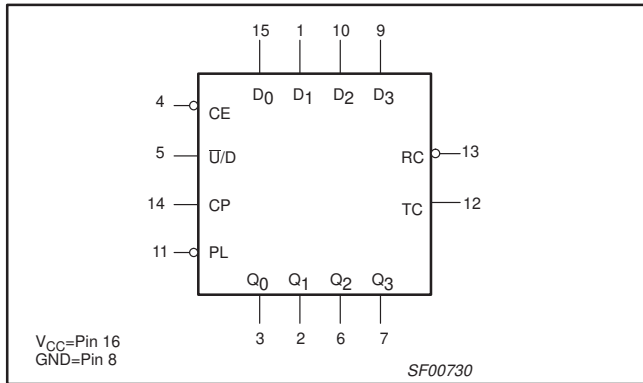 15 1 10 9
D0 D1 D2 D3
4 CE
5 U̅/D RC 13
14 CP TC 12
11 PL
Q0 Q1 Q2 Q3
3 2 6 7
VCC=Pin 16
GND=Pin 8
SF00730